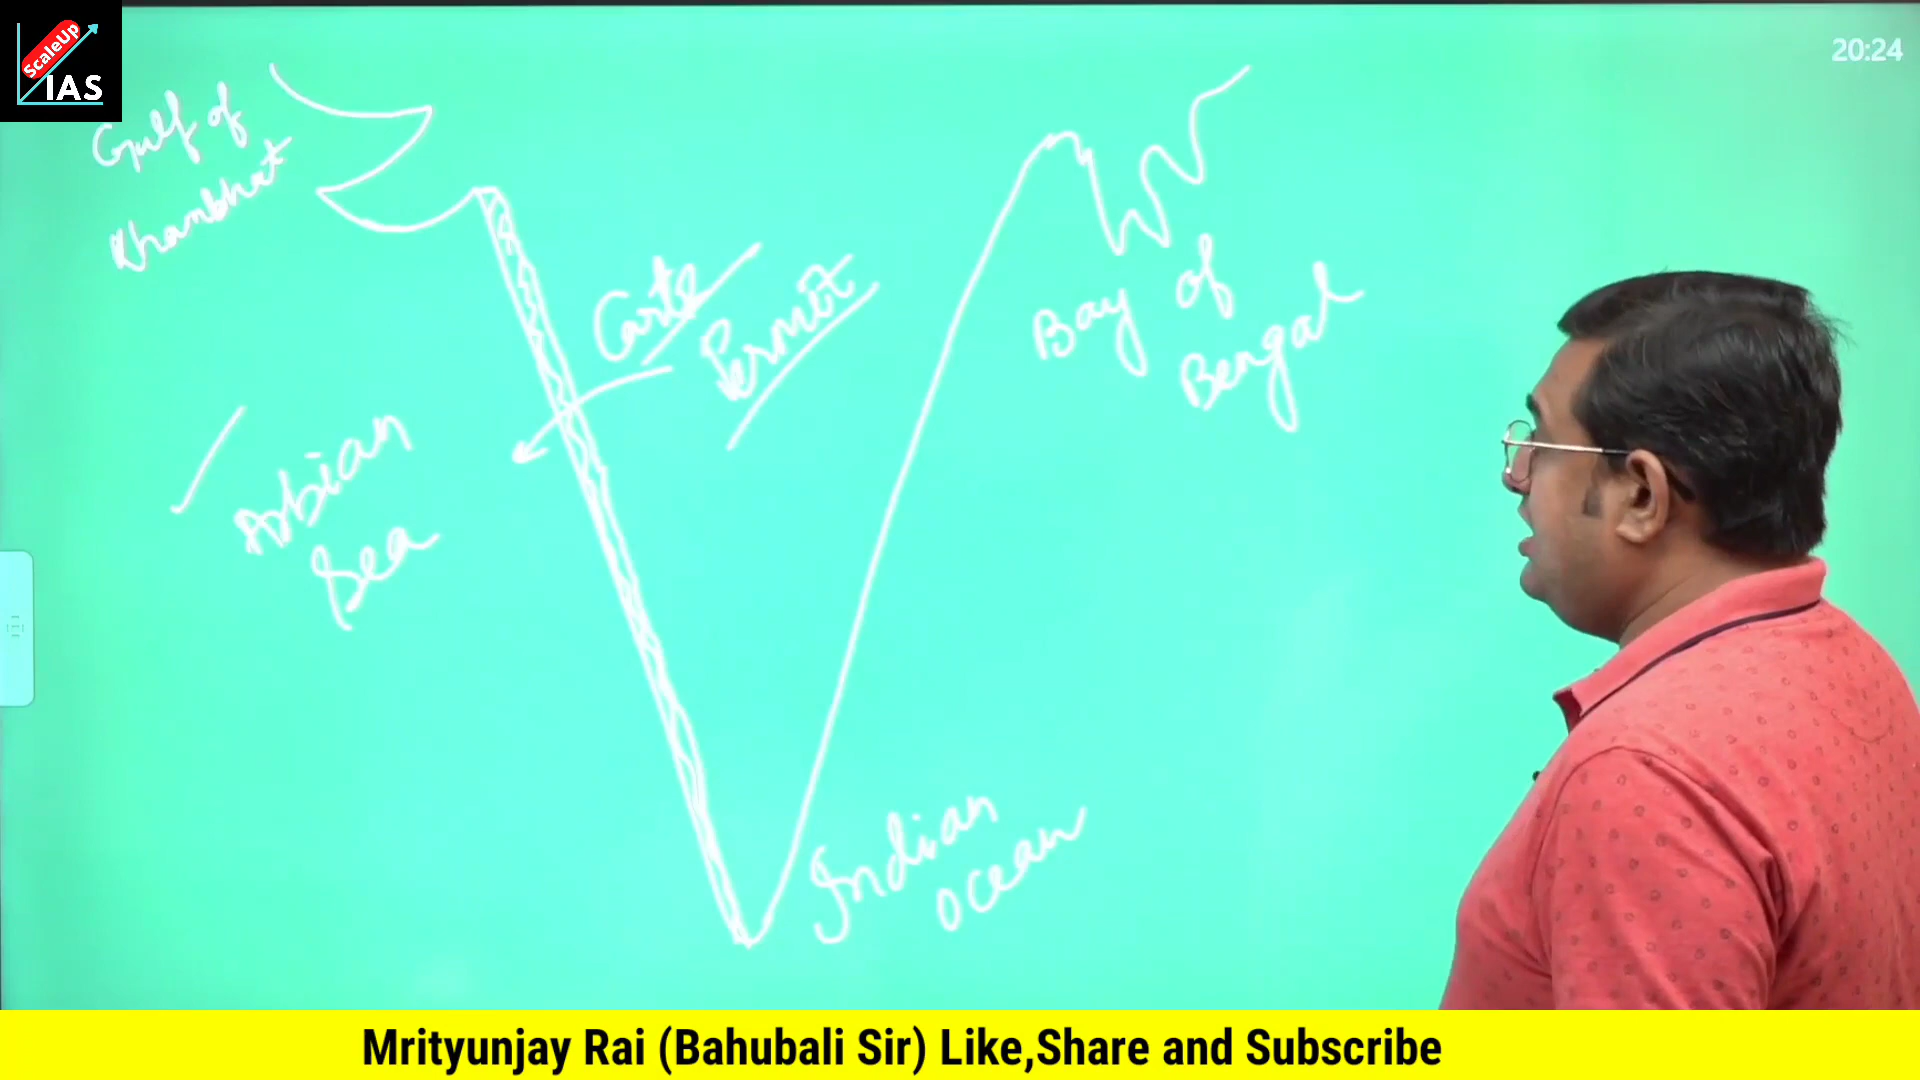 ScaleUp
IAS
20:24
Gulf of
Khambhat
Carte
Permit
Bay of
Bengal
Arbian
Sea
Indian
Ocean
Mrityunjay Rai (Bahubali Sir) Like,Share and Subscribe